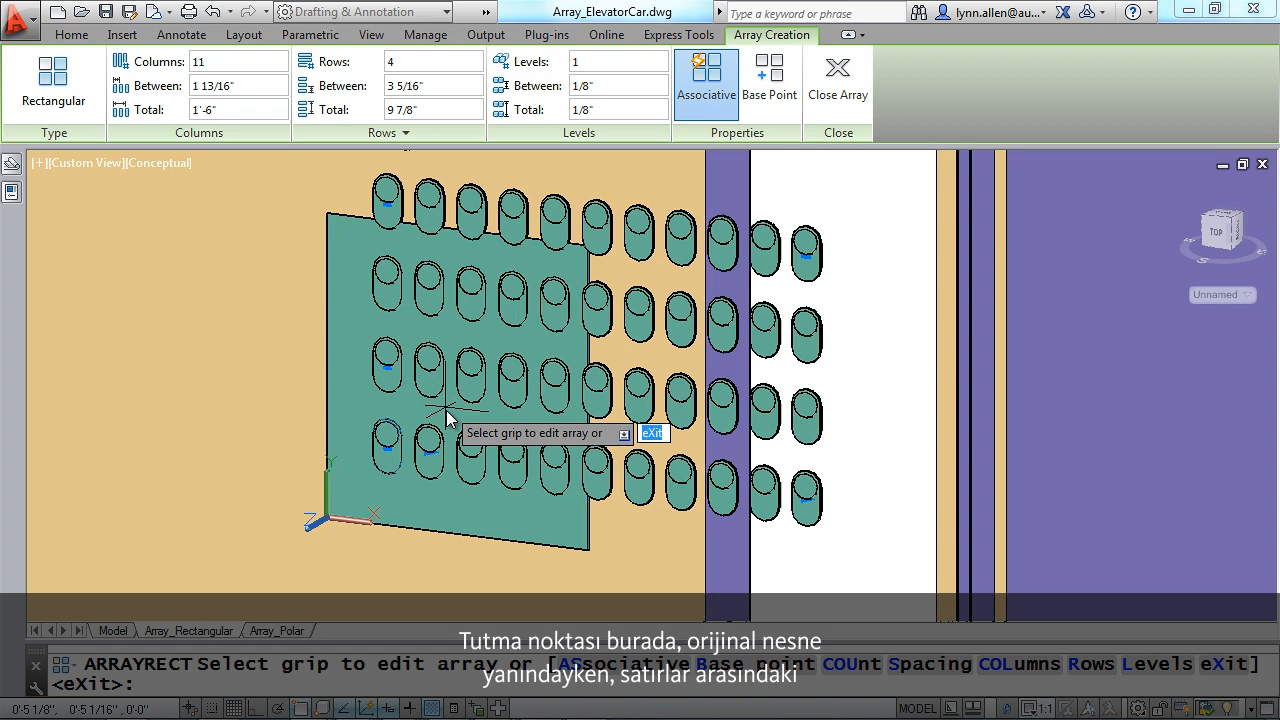 Drafting & Annotation
Array_ElevatorCar.dwg
Type a keyword or phrase
lynn.allen@au...
Home Insert Annotate Layout Parametric View Manage Output Plug-ins Online Express Tools Array Creation
Rectangular
Columns: 11
Between: 1 13/16"
Total: 1'-6"
Rows: 4
Between: 3 5/16"
Total: 9 7/8"
Levels: 1
Between: 1/8"
Total: 1/8"
Associative
Base Point
Close Array
Type Columns Rows Levels Properties Close
[+][Custom View][Conceptual]
TOP
S
Unnamed
Select grip to edit array or eXit
Y
X
Z
Model Array_Rectangular Array_Polar
Tutma noktası burada, orijinal nesne
yanındayken, satırlar arasındaki
ARRAYRECT Select grip to edit array or [ASsociative Base point COUnt Spacing COLumns Rows Levels eXit]
<eXit>:
0'-5 1/8", 0'-5 1/16", 0'-0"
MODEL
1:1